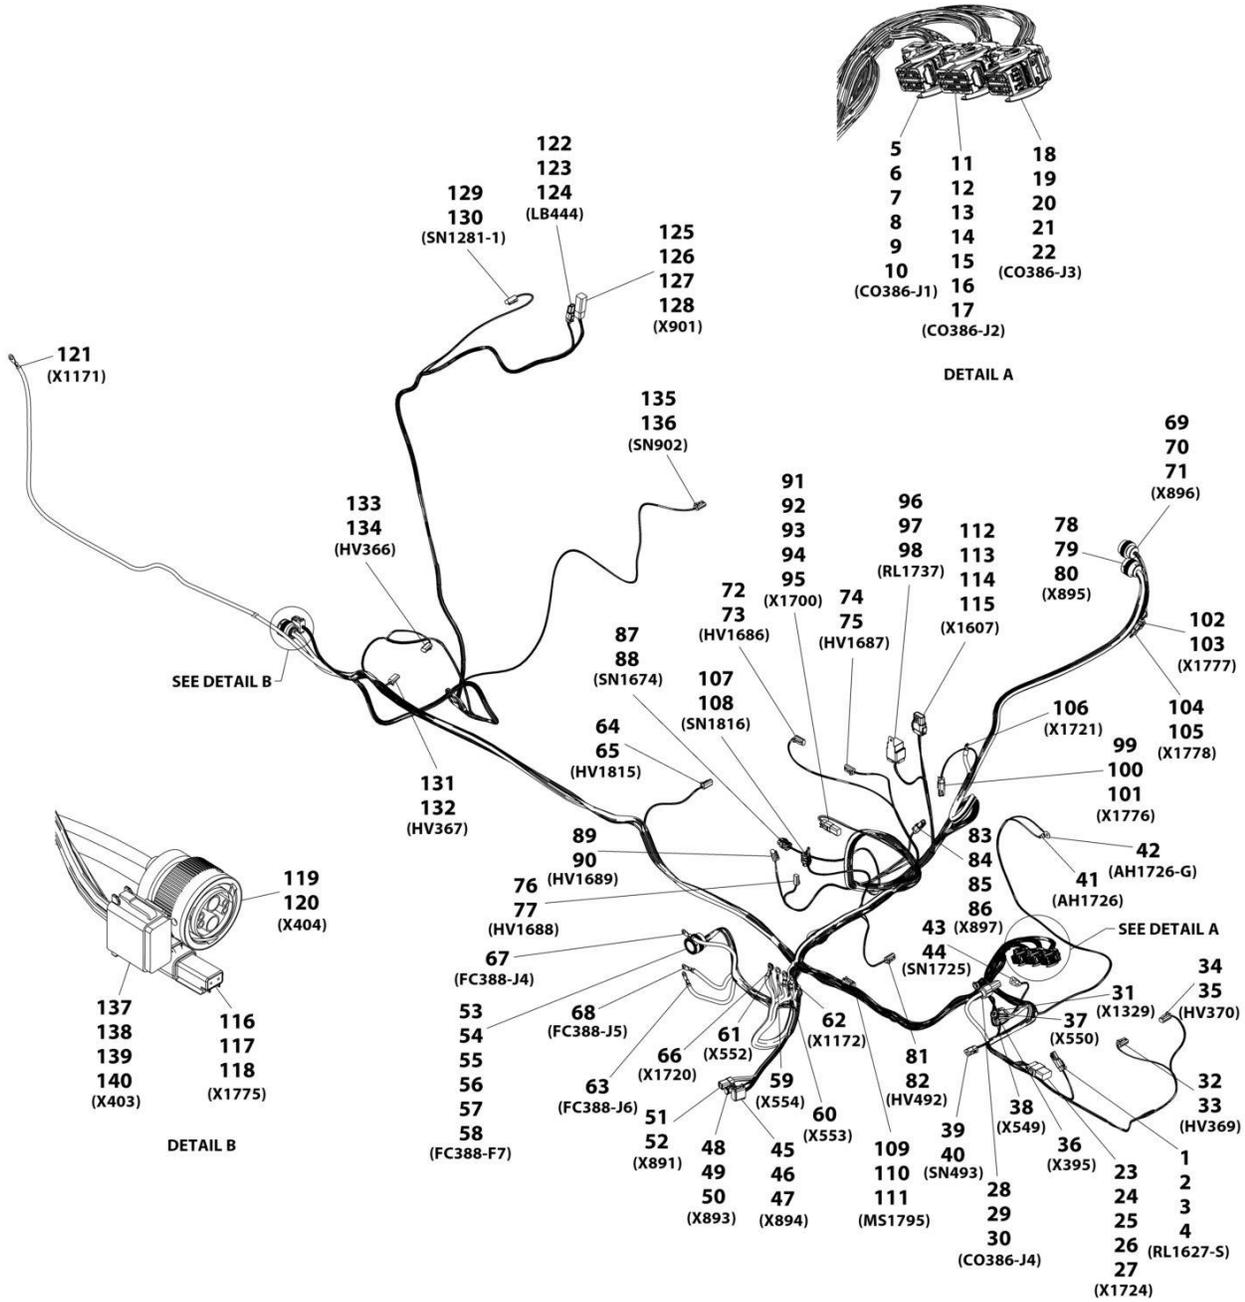 5
6
7
8
9
10
(CO386-J1)
11
12
13
14
15
16
17
(CO386-J2)
18
19
20
21
22
(CO386-J3)
DETAIL A
122
123
124
(LB444)
129
130
(SN1281-1)
125
126
127
128
(X901)
121
(X1171)
135
136
(SN902)
133
134
(HV366)
69
70
71
(X896)
78
79
80
(X895)
91
92
93
94
95
(X1700)
96
97
98
(RL1737)
112
113
114
115
(X1607)
72
73
(HV1686)
74
75
(HV1687)
87
88
(SN1674)
107
108
(SN1816)
102
103
(X1777)
104
105
(X1778)
106
(X1721)
99
100
101
(X1776)
SEE DETAIL B
64
65
(HV1815)
131
132
(HV367)
89
90
(HV1689)
76
77
(HV1688)
83
84
85
86
(X897)
42
(AH1726-G)
41
(AH1726)
43
44
(SN1725)
SEE DETAIL A
119
120
(X404)
137
138
139
140
(X403)
116
117
118
(X1775)
DETAIL B
67
(FC388-J4)
68
(FC388-J5)
53
54
55
56
57
58
(FC388-F7)
63
(FC388-J6)
66
(X1720)
61
(X552)
62
(X1172)
59
(X554)
60
(X553)
51
52
(X891)
48
49
50
(X893)
45
46
47
(X894)
81
82
(HV492)
109
110
111
(MS1795)
39
40
(SN493)
28
29
30
(CO386-J4)
38
(X549)
36
(X395)
37
(X550)
31
(X1329)
34
35
(HV370)
32
33
(HV369)
23
24
25
26
27
(X1724)
1
2
3
4
(RL1627-S)